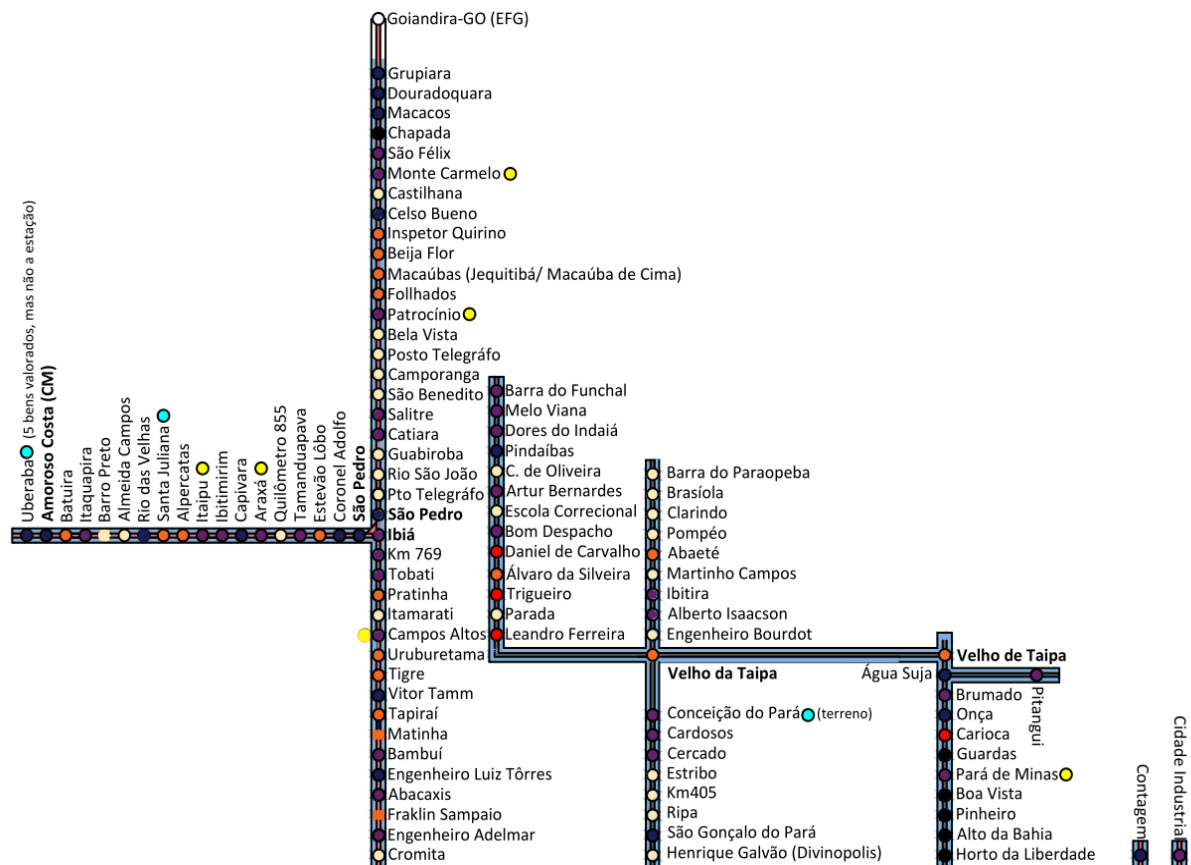 Goiandira-GO (EFG)
Grupiara
Douradoquara
Macacos
Chapada
São Félix
Monte Carmelo
Castilhana
Celso Bueno
Inspetor Quirino
Beija Flor
Macaúbas (Jequitibá/ Macaúba de Cima)
Follhados
Patrocínio
Bela Vista
Posto Telegráfo
Camporanga
São Benedito
Salitre
Catiara
Guabiroba
Rio São João
Pto Telegráfo
São Pedro
Ibiá
Km 769
Tobati
Pratinha
Itamarati
Campos Altos
Uruburetama
Tigre
Vitor Tamm
Tapiraí
Matinha
Bambuí
Engenheiro Luiz Tôrres
Abacaxis
Fraklin Sampaio
Engenheiro Adelmar
Cromita
Uberaba (5 bens valorados, mas não a estação)
Amoroso Costa (CM)
Batuira
Itaquapira
Barro Preto
Almeida Campos
Rio das Velhas
Santa Juliana
Alpercatas
Itaipu
Ibitimirim
Capivara
Araxá
Quilômetro 855
Tamanduapava
Estevão Lôbo
Coronel Adolfo
São Pedro
Barra do Funchal
Melo Viana
Dores do Indaiá
Pindaíbas
C. de Oliveira
Artur Bernardes
Escola Correcional
Bom Despacho
Daniel de Carvalho
Álvaro da Silveira
Trigueiro
Parada
Leandro Ferreira
Barra do Paraopeba
Brasíola
Clarindo
Pompéo
Abaeté
Martinho Campos
Ibitira
Alberto Isaacson
Engenheiro Bourdot
Velho da Taipa
Conceição do Pará (terreno)
Cardosos
Cercado
Estribo
Km405
Ripa
São Gonçalo do Pará
Henrique Galvão (Divinopolis)
Velho de Taipa
Água Suja
Pitangui
Brumado
Onça
Carioca
Guardas
Pará de Minas
Boa Vista
Pinheiro
Alto da Bahia
Horto da Liberdade
Contagem
Cidade Industrial